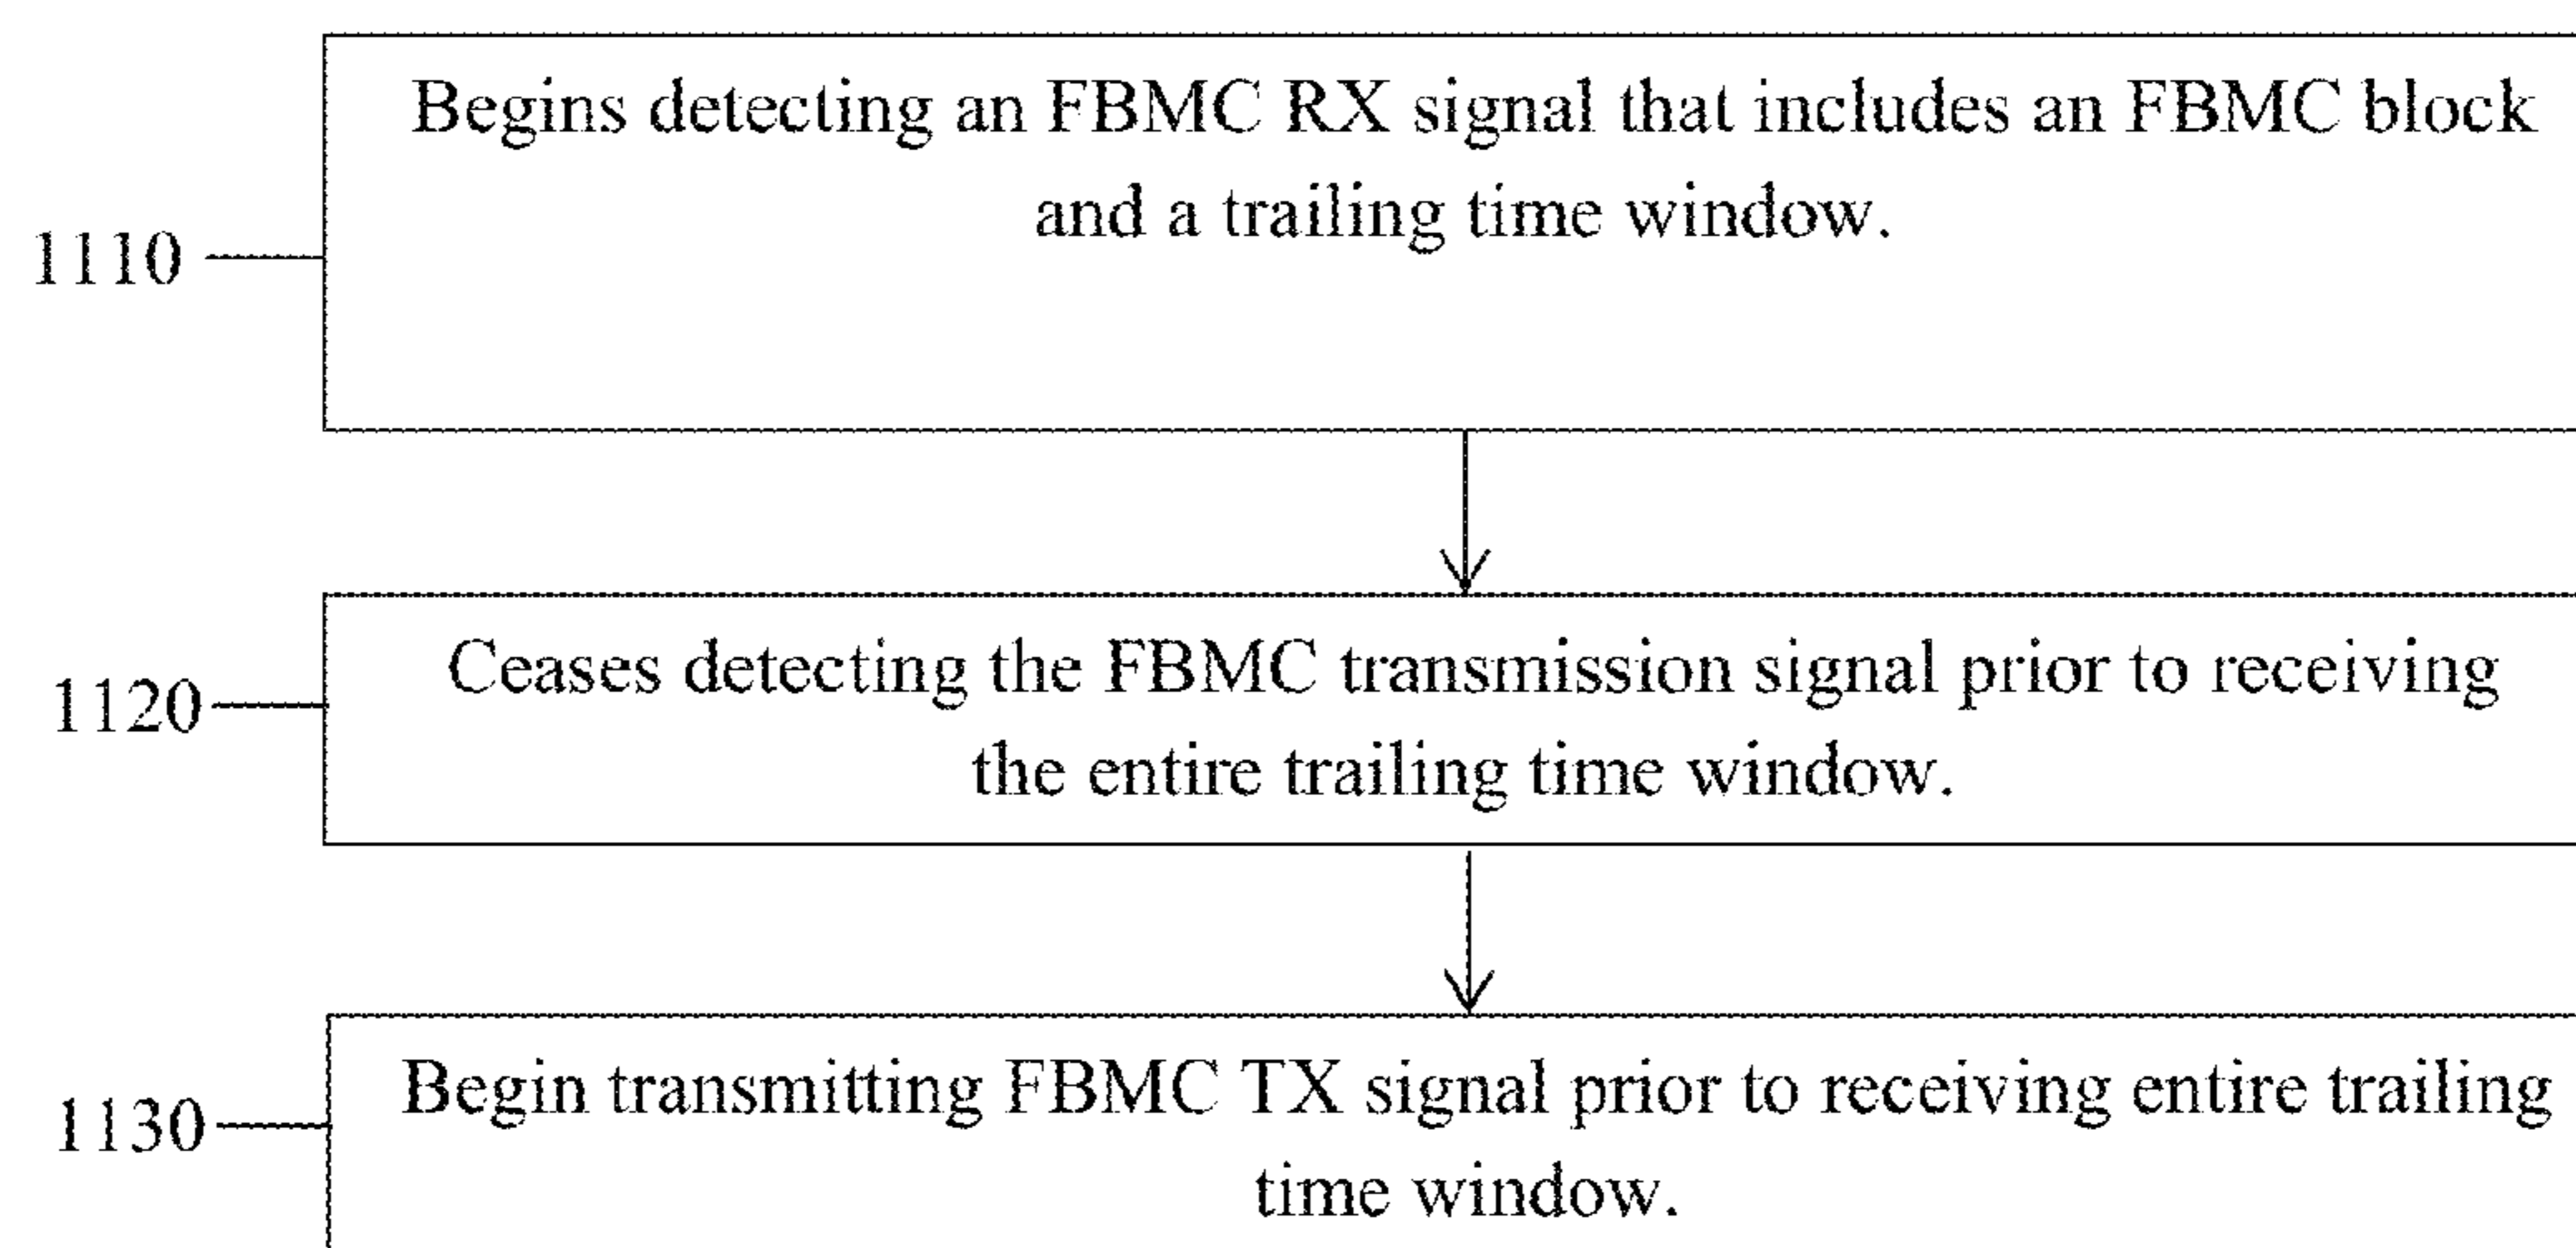 Begins detecting an FBMC RX signal that includes an FBMC block
and a trailing time window.
1110
Ceases detecting the FBMC transmission signal prior to receiving
the entire trailing time window.
1120
Begin transmitting FBMC TX signal prior to receiving entire trailing
time window.
1130